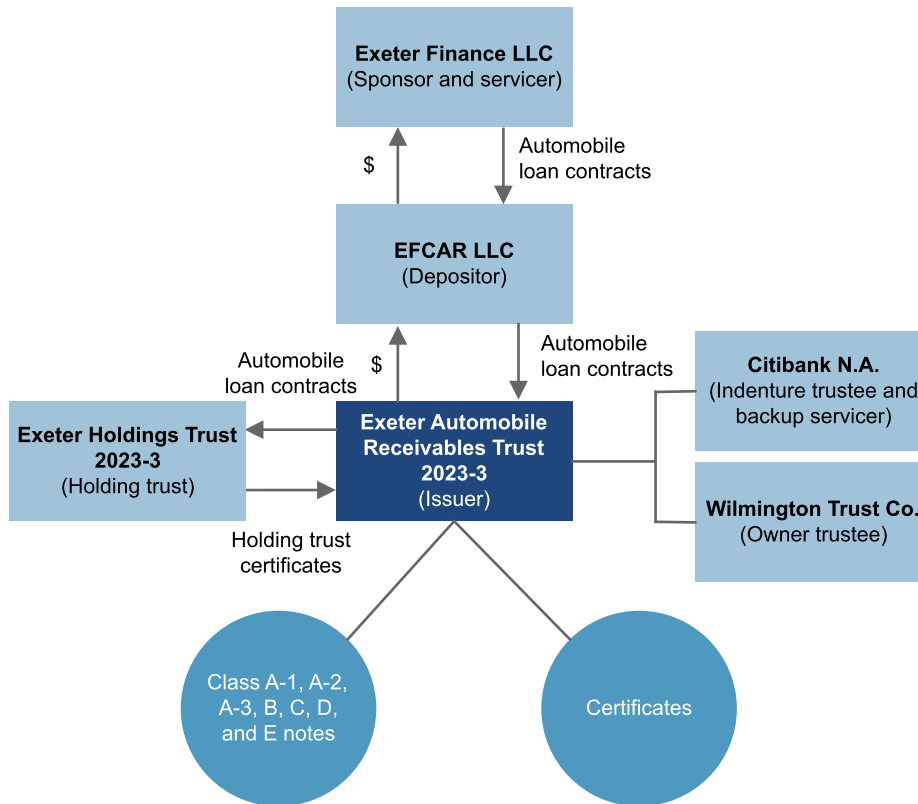 Exeter Finance LLC
(Sponsor and servicer)
$
Automobile
loan contracts
EFCAR LLC
(Depositor)
Automobile
loan contracts
$
Automobile
loan contracts
Exeter Holdings Trust
2023-3
(Holding trust)
Exeter Automobile
Receivables Trust
2023-3
(Issuer)
Citibank N.A.
(Indenture trustee and
backup servicer)
Wilmington Trust Co.
(Owner trustee)
Holding trust
certificates
Class A-1, A-2,
A-3, B, C, D,
and E notes
Certificates